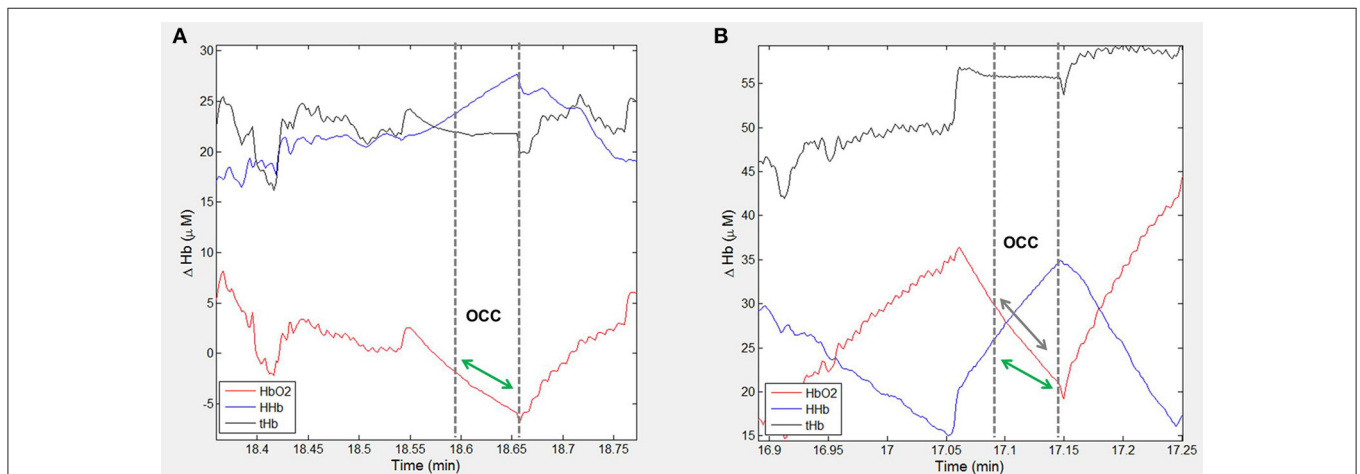 A
30
25
20
15
10
5
0
-5
Δ Hb (μ M)
OCC
HbO2
HHb
tHb
18.4 18.45 18.5 18.55 18.6 18.65 18.7 18.75
Time (min)
B
55
50
45
40
35
30
25
20
15
Δ Hb (μ M)
OCC
HbO2
HHb
tHb
16.9 16.95 17 17.05 17.1 17.15 17.2 17.25
Time (min)